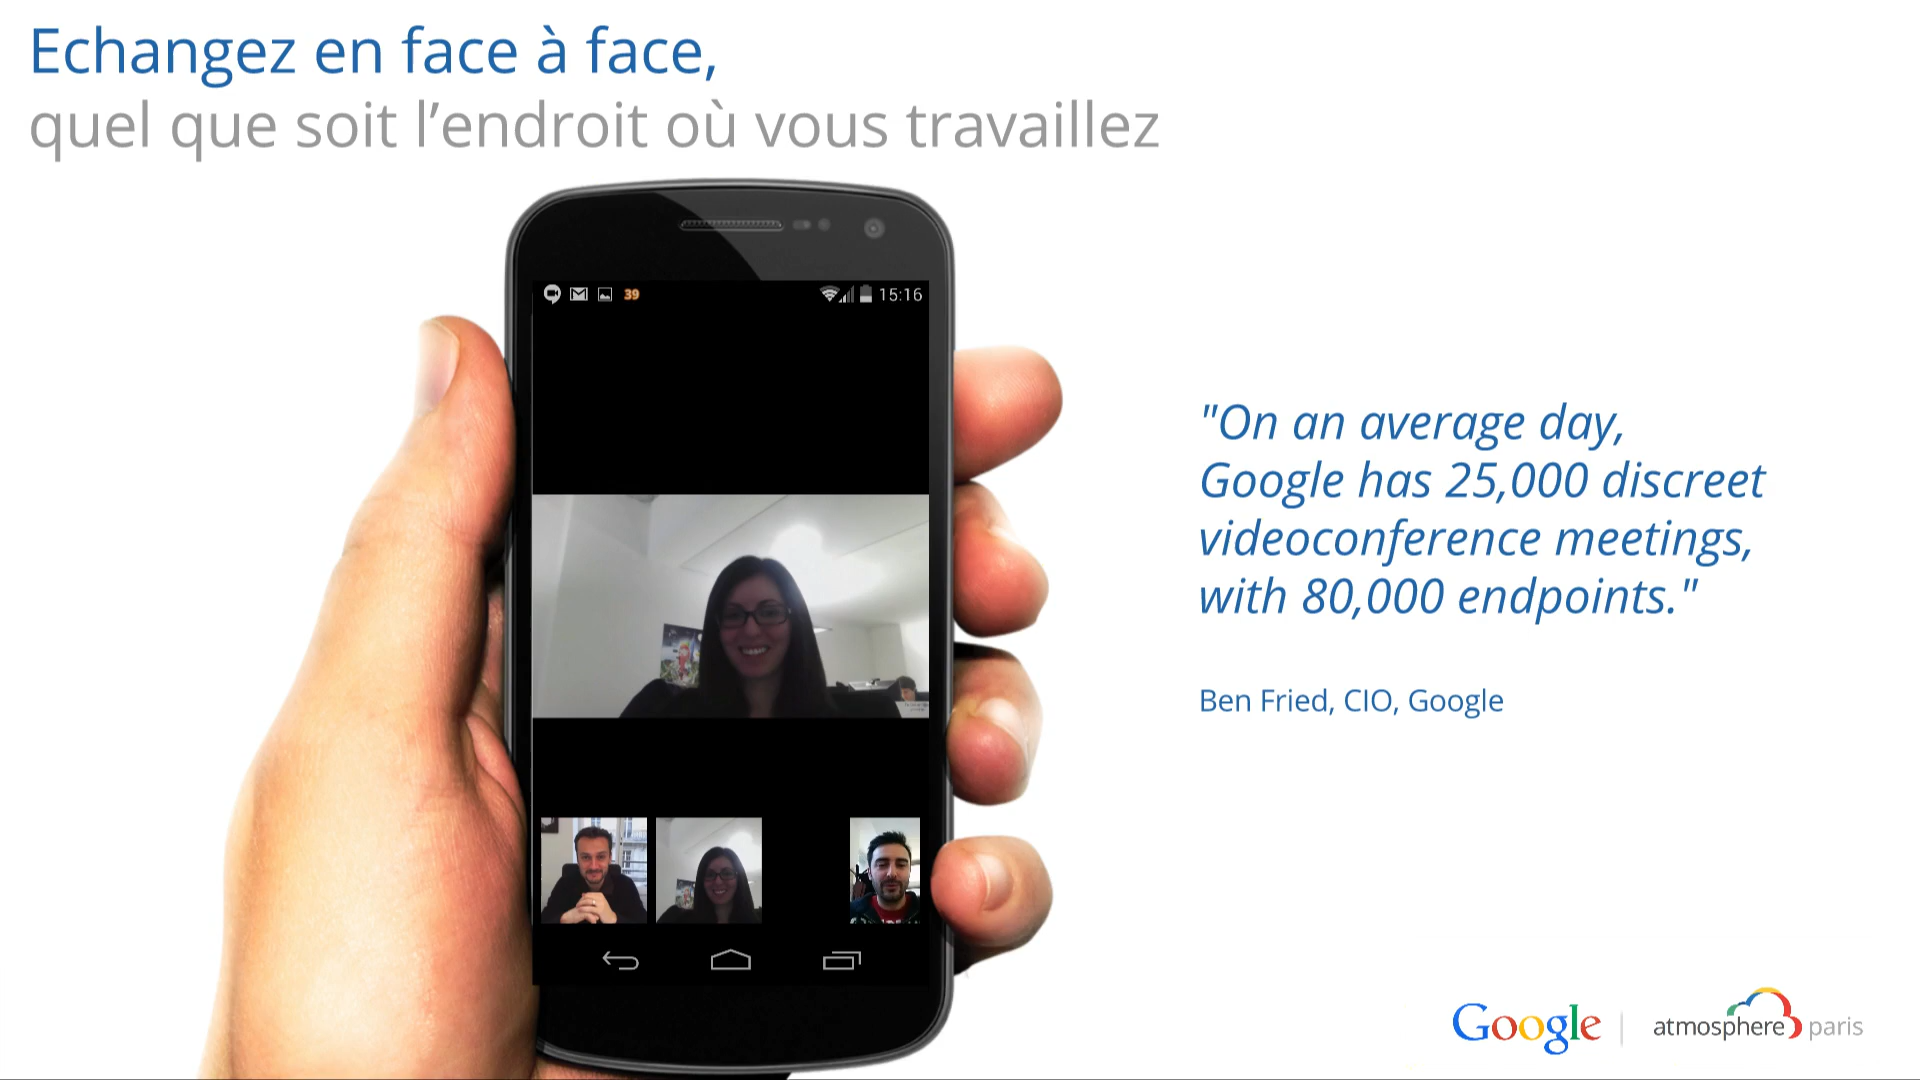 Echangez en face à face,
quel que soit l’endroit où vous travaillez
39
15:16
"On an average day,
Google has 25,000 discreet
videoconference meetings,
with 80,000 endpoints."
Ben Fried, CIO, Google
Google
atmosphere paris